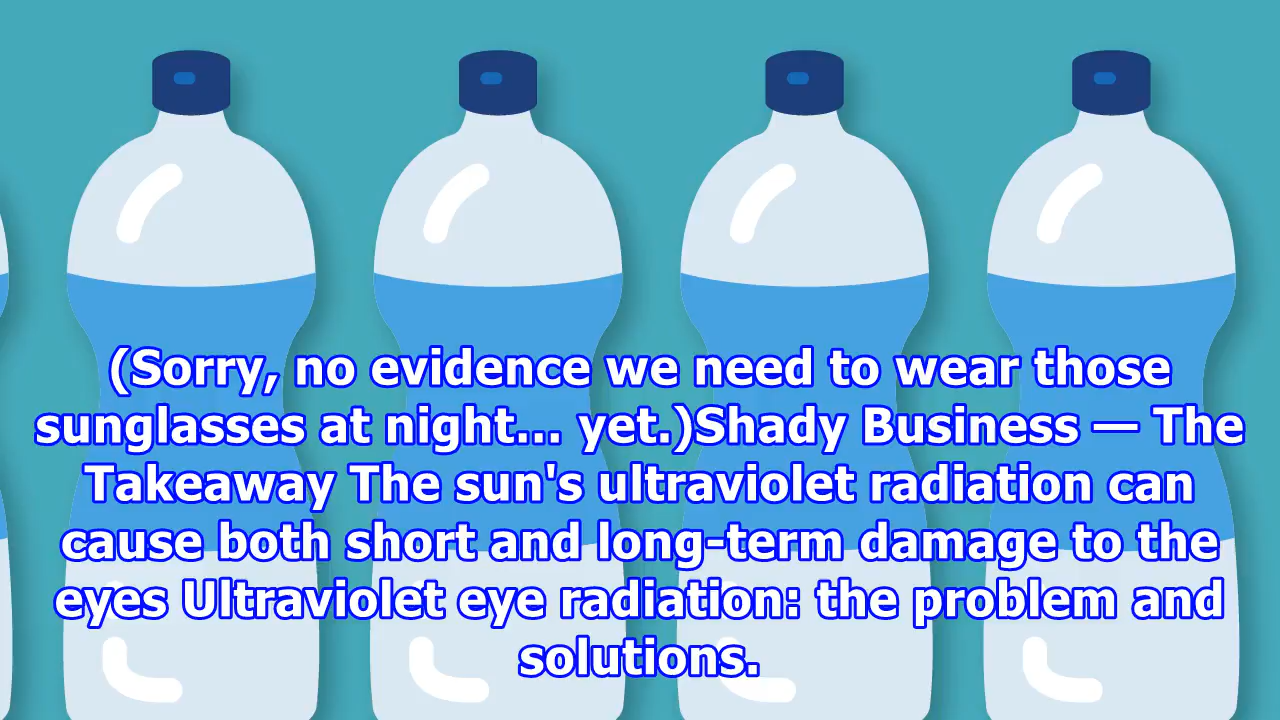 (Sorry, no evidence we need to wear those
sunglasses at night... yet.)Shady Business — The
Takeaway The sun's ultraviolet radiation can
cause both short and long-term damage to the
eyes Ultraviolet eye radiation: the problem and
solutions.